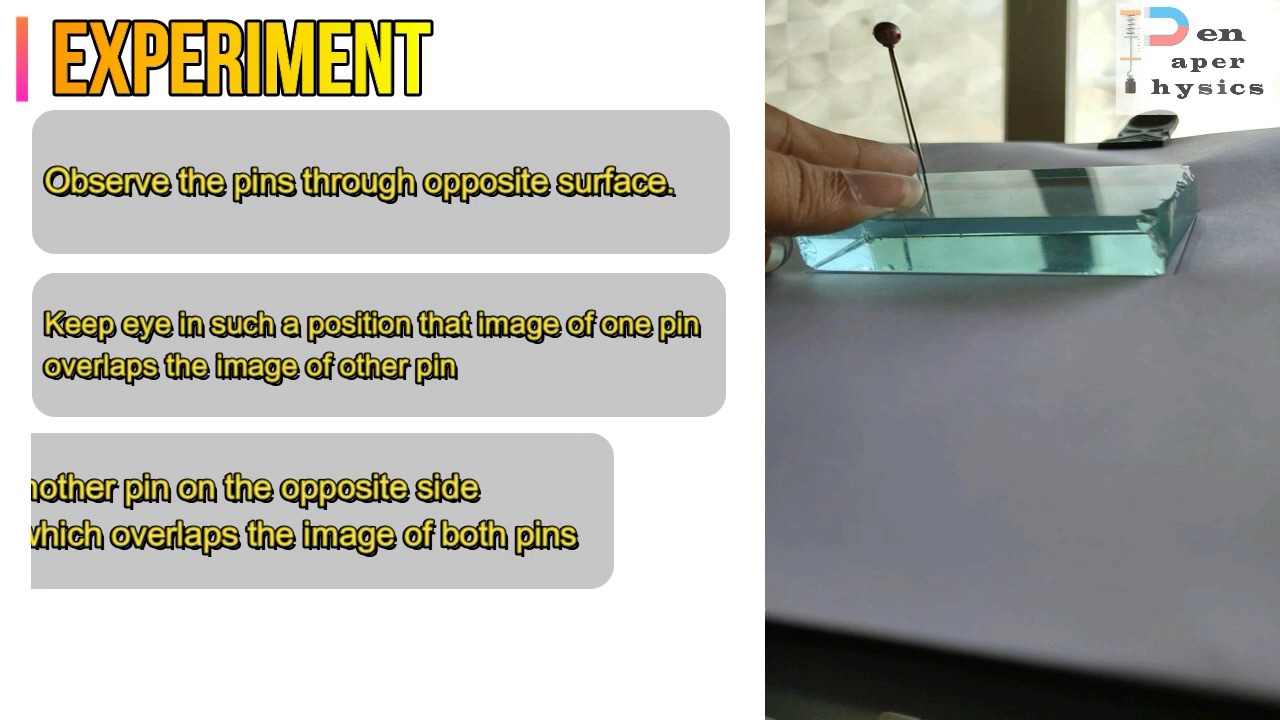 EXPERIMENT
Observe the pins through opposite surface.
Keep eye in such a position that image of one pin
overlaps the image of other pin
nother pin on the opposite side
which overlaps the image of both pins
Pen
aper
hysics